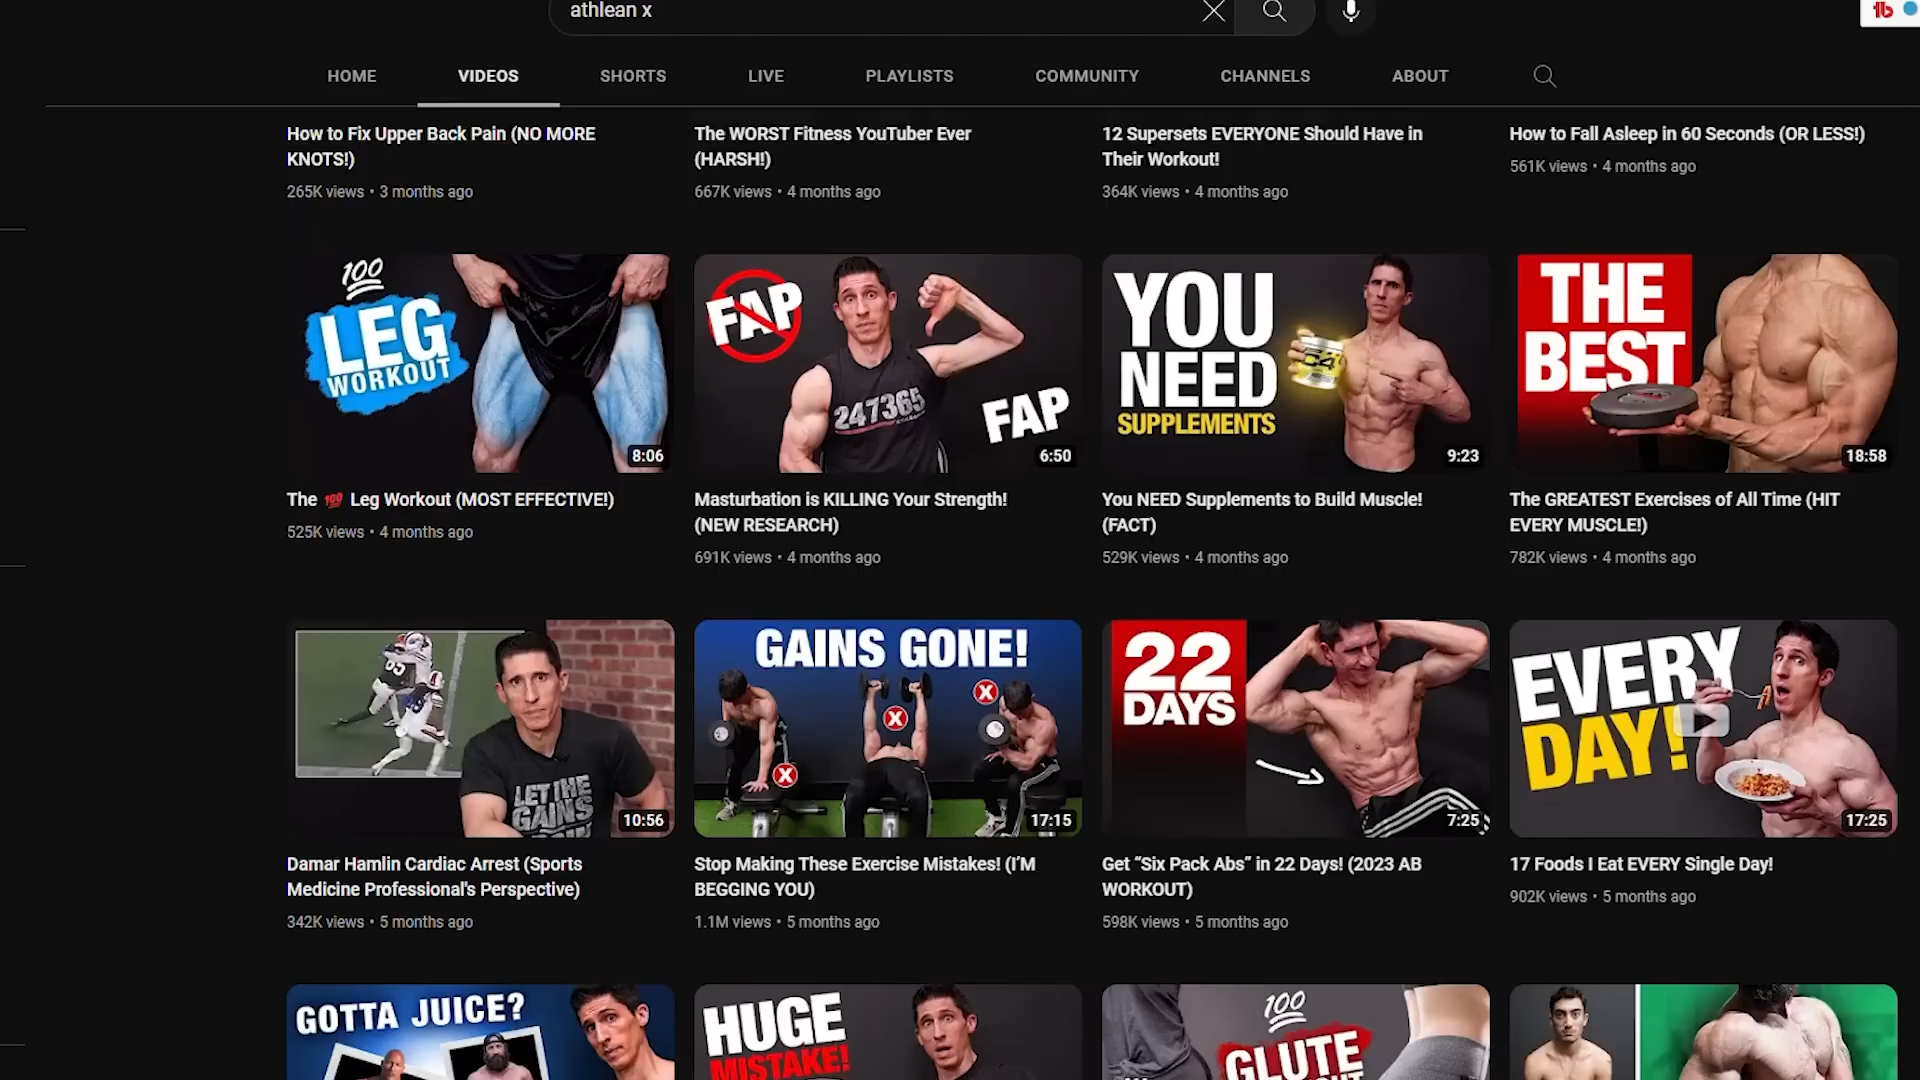 athlean x
HOME VIDEOS SHORTS LIVE PLAYLISTS COMMUNITY CHANNELS ABOUT
How to Fix Upper Back Pain (NO MORE
KNOTS!)
265K views • 3 months ago
The WORST Fitness YouTuber Ever
(HARSH!)
667K views • 4 months ago
12 Supersets EVERYONE Should Have in
Their Workout!
364K views • 4 months ago
How to Fall Asleep in 60 Seconds (OR LESS!)
561K views • 4 months ago
100
LEG
WORKOUT
8:06
The 💯 Leg Workout (MOST EFFECTIVE!)
525K views • 4 months ago
FAP
247365
FAP
6:50
Masturbation is KILLING Your Strength!
(NEW RESEARCH)
691K views • 4 months ago
YOU
NEED
SUPPLEMENTS
C4
9:23
You NEED Supplements to Build Muscle!
(FACT)
529K views • 4 months ago
THE
BEST
18:58
The GREATEST Exercises of All Time (HIT
EVERY MUSCLE!)
782K views • 4 months ago
LET THE
GAINS
10:56
Damar Hamlin Cardiac Arrest (Sports
Medicine Professional's Perspective)
342K views • 5 months ago
GAINS GONE!
X
X
X
17:15
Stop Making These Exercise Mistakes! (I'M
BEGGING YOU)
1.1M views • 5 months ago
22
DAYS
7:25
Get “Six Pack Abs” in 22 Days! (2023 AB
WORKOUT)
598K views • 5 months ago
EVERY
DAY!
17:25
17 Foods I Eat EVERY Single Day!
902K views • 5 months ago
GOTTA JUICE?
HUGE
MISTAKE!
100
GLUTE
tb